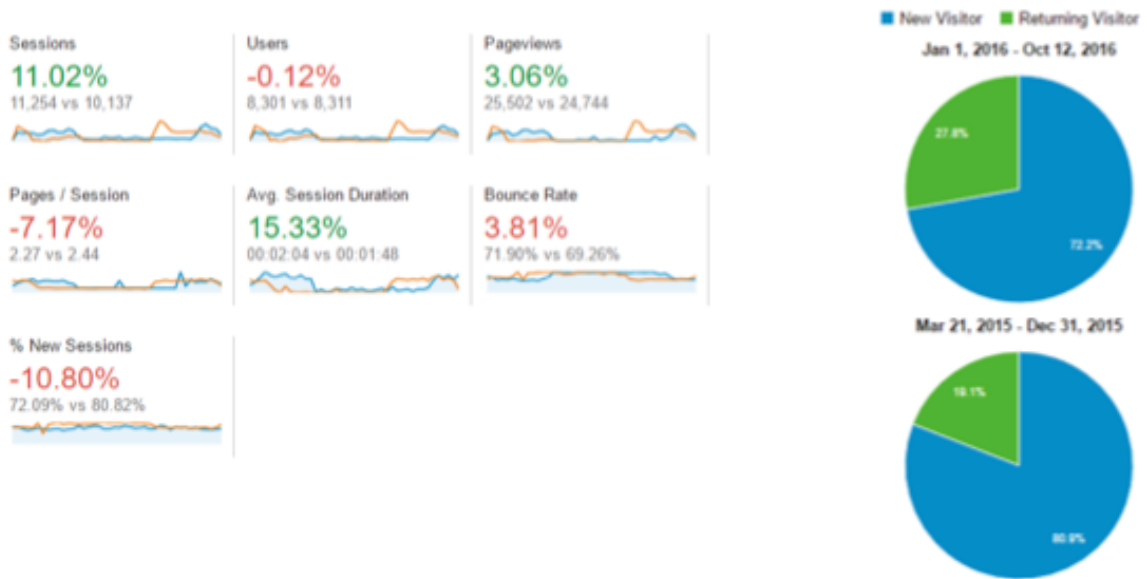 Sessions
11.02%
11,254 vs 10,137
Users
-0.12%
8,301 vs 8,311
Pageviews
3.06%
25,502 vs 24,744
Pages / Session
-7.17%
2.27 vs 2.44
Avg. Session Duration
15.33%
00:02:04 vs 00:01:48
Bounce Rate
3.81%
71.90% vs 69.26%
% New Sessions
-10.80%
72.09% vs 80.82%
New Visitor
Returning Visitor
Jan 1, 2016 - Oct 12, 2016
27.8%
72.2%
Mar 21, 2015 - Dec 31, 2015
19.1%
80.9%